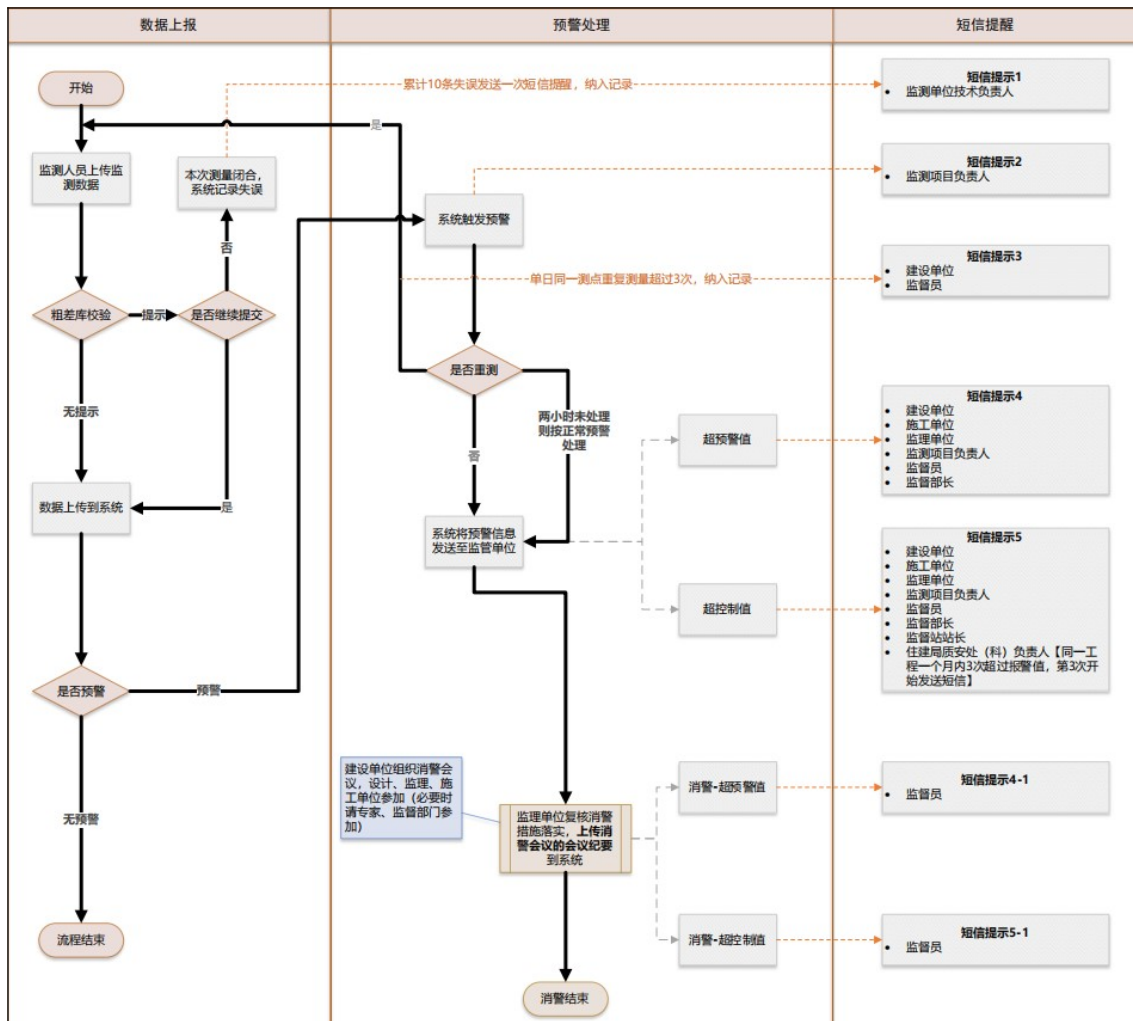 数据上报
预警处理
短信提醒
开始
监测人员上传监
测数据
本次测量闭合，
系统记录失误
否
粗差库校验
提示
是否继续提交
无提示
数据上传到系统
是
是否预警
预警
无预警
流程结束
累计10条失误发送一次短信提醒，纳入记录
是
系统触发预警
单日同一测点重复测量超过3次，纳入记录
是否重测
两小时未处理
则按正常预警
处理
否
超预警值
系统将预警信息
发送至监管单位
超控制值
建设单位组织消警会
议，设计、监理、施
工单位参加（必要时
请专家、监督部门参
加）
监理单位复核消警
措施落实，上传消
警会议的会议纪要
到系统
消警-超预警值
消警-超控制值
消警结束
短信提示1
• 监测单位技术负责人
短信提示2
• 监测项目负责人
短信提示3
• 建设单位
• 监督员
短信提示4
• 建设单位
• 施工单位
• 监理单位
• 监测项目负责人
• 监督员
• 监督部长
短信提示5
• 建设单位
• 施工单位
• 监理单位
• 监测项目负责人
• 监督员
• 监督部长
• 监督站站长
• 住建局质安处（科）负责人【同一工
程一个月内3次超过报警值，第3次开
始发送短信】
短信提示4-1
• 监督员
短信提示5-1
• 监督员